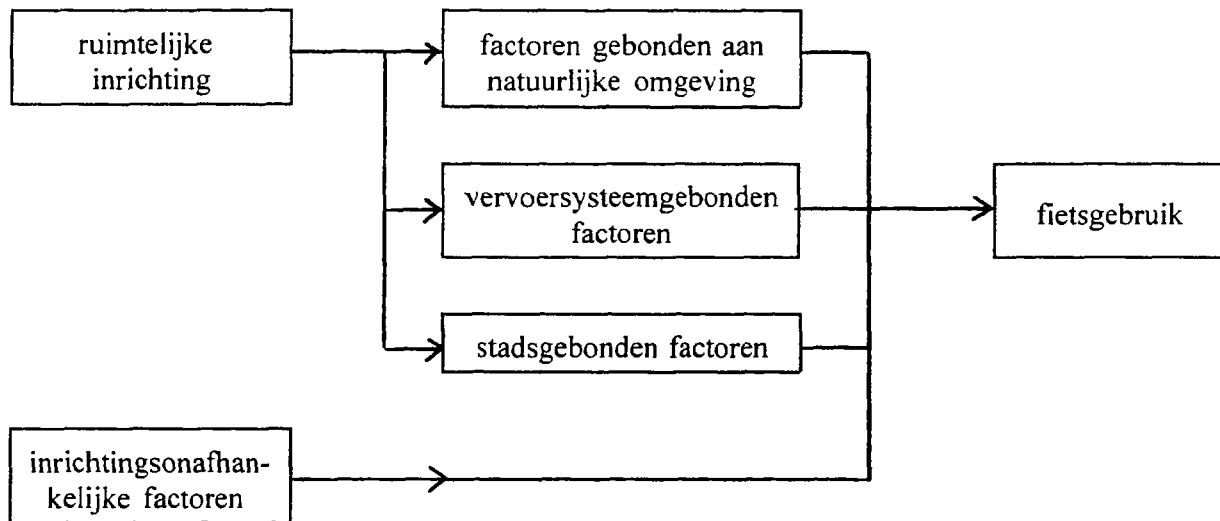 ruimtelijke
inrichting
factoren gebonden aan
natuurlijke omgeving
vervoersysteemgebonden
factoren
fietsgebruik
stadsgebonden factoren
inrichtingsonafhan-
kelijke factoren